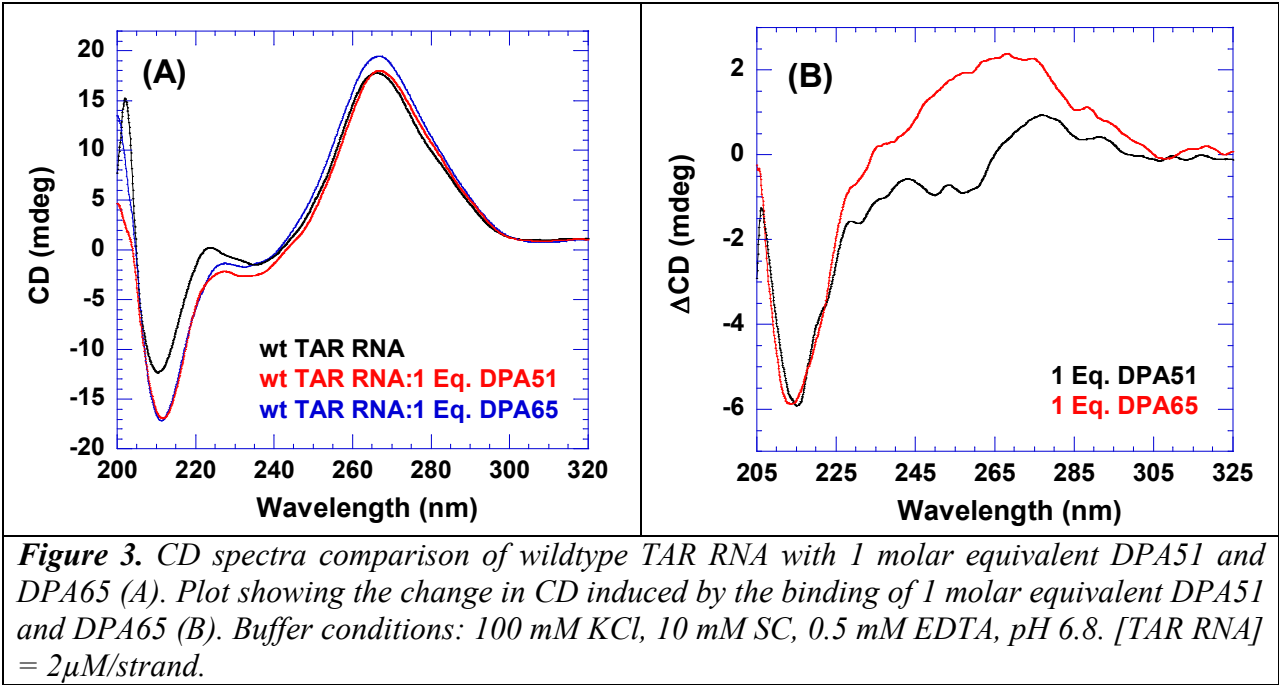 (A)
CD (mdeg)
20
15
10
5
0
-5
-10
-15
-20
wt TAR RNA
wt TAR RNA:1 Eq. DPA51
wt TAR RNA:1 Eq. DPA65
200 220 240 260 280 300 320
Wavelength (nm)
(B)
ΔCD (mdeg)
2
0
-2
-4
-6
1 Eq. DPA51
1 Eq. DPA65
205 225 245 265 285 305 325
Wavelength (nm)
Figure 3. CD spectra comparison of wildtype TAR RNA with 1 molar equivalent DPA51 and
DPA65 (A). Plot showing the change in CD induced by the binding of 1 molar equivalent DPA51
and DPA65 (B). Buffer conditions: 100 mM KCl, 10 mM SC, 0.5 mM EDTA, pH 6.8. [TAR RNA]
= 2µM/strand.